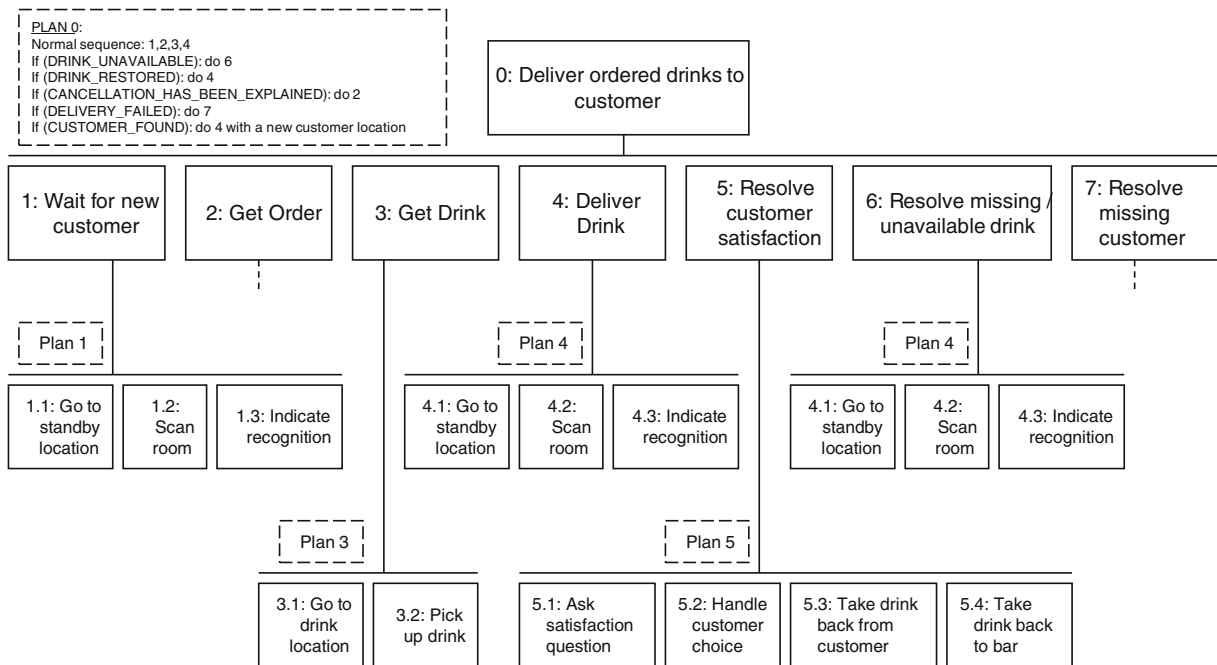 PLAN 0:
Normal sequence: 1,2,3,4
If (DRINK_UNAVAILABLE): do 6
If (DRINK_RESTORED): do 4
If (CANCELLATION_HAS_BEEN_EXPLAINED): do 2
If (DELIVERY_FAILED): do 7
If (CUSTOMER_FOUND): do 4 with a new customer location
0: Deliver ordered drinks to
customer
1: Wait for new
customer
2: Get Order
3: Get Drink
4: Deliver
Drink
5: Resolve
customer
satisfaction
6: Resolve missing /
unavailable drink
7: Resolve
missing
customer
Plan 1
Plan 4
Plan 4
1.1: Go to
standby
location
1.2:
Scan
room
1.3: Indicate
recognition
4.1: Go to
standby
location
4.2:
Scan
room
4.3: Indicate
recognition
4.1: Go to
standby
location
4.2:
Scan
room
4.3: Indicate
recognition
Plan 3
Plan 5
3.1: Go to
drink
location
3.2: Pick
up drink
5.1: Ask
satisfaction
question
5.2: Handle
customer
choice
5.3: Take drink
back from
customer
5.4: Take
drink back
to bar